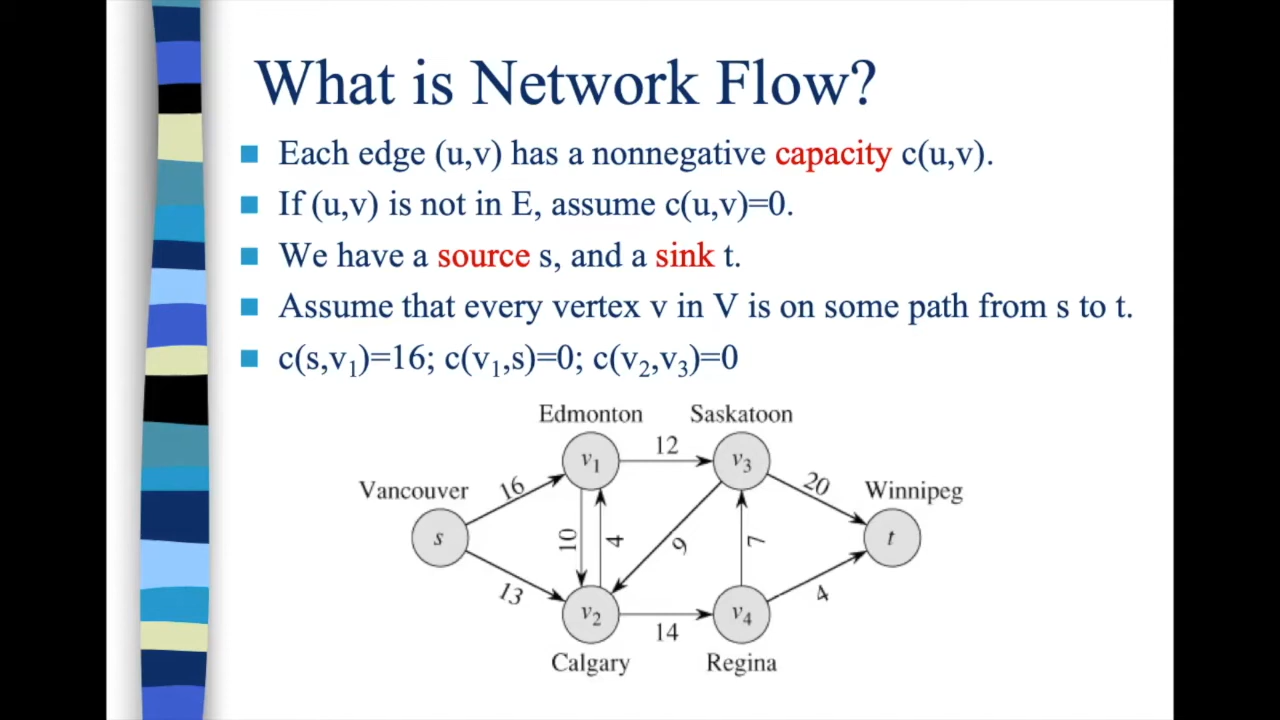 What is Network Flow?
Each edge (u,v) has a nonnegative capacity c(u,v).
If (u,v) is not in E, assume c(u,v)=0.
We have a source s, and a sink t.
Assume that every vertex v in V is on some path from s to t.
c(s,v₁)=16; c(v₁,s)=0; c(v₂,v₃)=0
Edmonton Saskatoon
12
v₁ v₃
Vancouver 16 20 Winnipeg
s 10 4 9 7 t
13 4
v₂ v₄
14
Calgary Regina